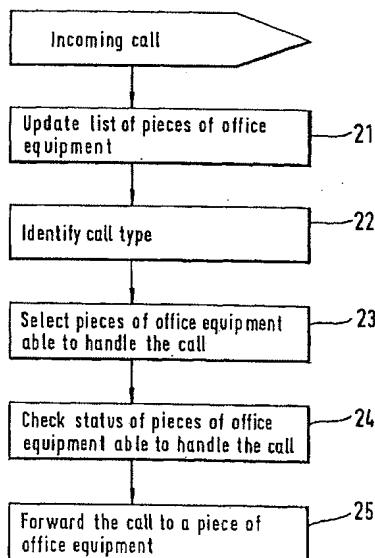 Incoming call
Update list of pieces of office
equipment
21
Identify call type
22
Select pieces of office equipment
able to handle the call
23
Check status of pieces of office
equipment able to handle the call
24
Forward the call to a piece of
office equipment
25